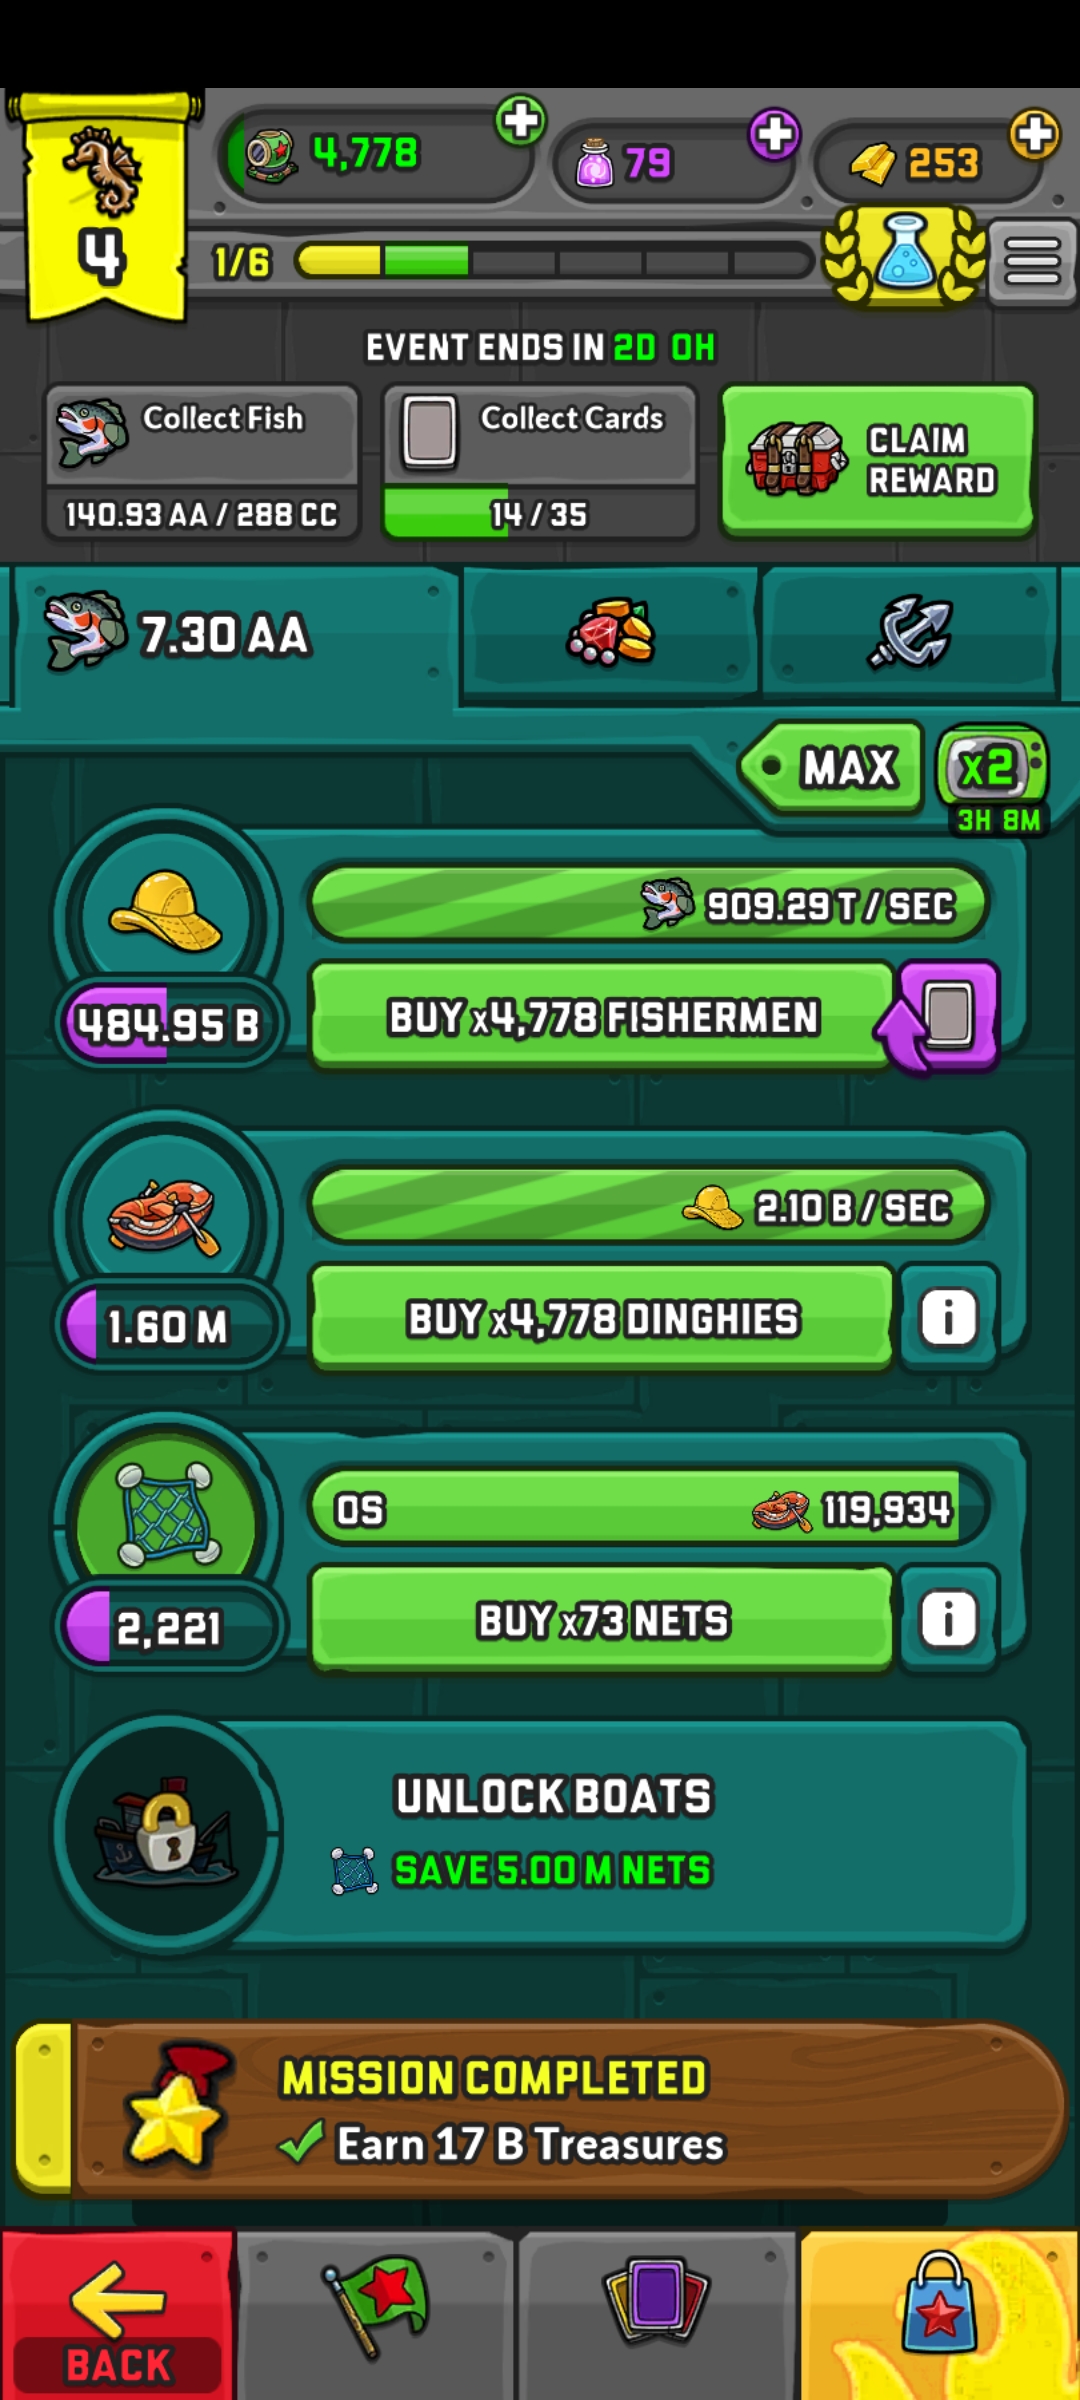 4,778
79
253
4
1/6
EVENT ENDS IN 2D 0H
Collect Fish
140.93 AA / 288 CC
Collect Cards
14 / 35
CLAIM
REWARD
7.30 AA
MAX
x2
3H 8M
909.29 T / SEC
484.95 B
BUY x4,778 FISHERMEN
2.10 B / SEC
1.60 M
BUY x4,778 DINGHIES
0S
119,934
2,221
BUY x73 NETS
UNLOCK BOATS
SAVE 5.00 M NETS
MISSION COMPLETED
Earn 17 B Treasures
BACK